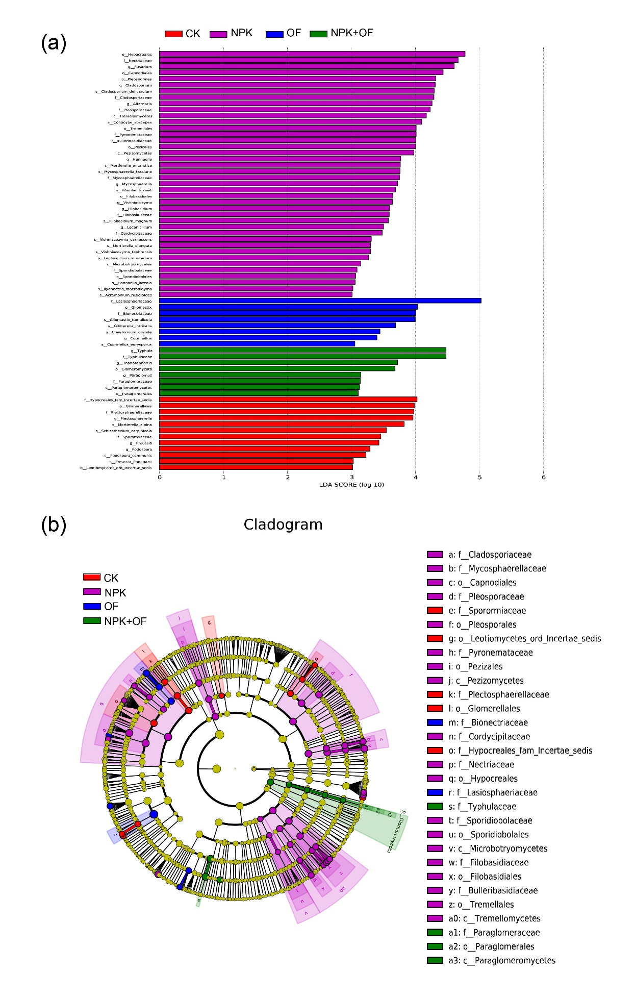 (a)
CK NPK OF NPK+OF
o__Hypocreales
f__Nectriaceae
g__Fusarium
o__Capnodiales
o__Pleosporales
g__Cladosporium
s__Cladosporium_delicatulum
f__Cladosporiaceae
g__Alternaria
f__Pleosporaceae
c__Tremellomycetes
s__Conocybe_striaepes
o__Tremellales
f__Pyronemataceae
f__Bulleribasidiaceae
o__Pezizales
c__Pezizomycetes
g__Hannaella
s__Mortierella_antarctica
s__Mycosphaerella_tassiana
f__Mycosphaerellaceae
g__Mycosphaerella
s__Hannaella_zeae
o__Filobasidiales
g__Vishniacozyma
g__Filobasidium
f__Filobasidiaceae
s__Filobasidium_magnum
g__Lecanicillium
f__Cordycipitaceae
s__Vishniacozyma_carnescens
s__Mortierella_elongata
s__Vishniacozyma_tephrensis
s__Lecanicillium_muscarium
c__Microbotryomycetes
f__Sporidiobolaceae
o__Sporidiobolales
s__Hannaella_luteola
s__Ilyonectria_macrodidyma
s__Acremonium_fusidioides
f__Lasiosphaeriaceae
g__Gliomastix
f__Bionectriaceae
s__Gliomastix_tumulicola
s__Gibberella_intricans
s__Chaetomium_grande
g__Coprinellus
s__Coprinellus_eurysporus
g__Typhula
f__Typhulaceae
g__Thanatephorus
p__Glomeromycota
g__Paraglomus
f__Paraglomeraceae
c__Paraglomeromycetes
o__Paraglomerales
f__Hypocreales_fam_Incertae_sedis
o__Glomerellales
f__Plectosphaerellaceae
g__Plectosphaerella
s__Mortierella_alpina
s__Schizothecium_carpinicola
f__Sporormiaceae
g__Preussia
g__Podospora
s__Podospora_communis
s__Preussia_flanaganii
o__Leotiomycetes_ord_Incertae_sedis
0 1 2 3 4 5 6
LDA SCORE (log 10)
(b)
Cladogram
CK
NPK
OF
NPK+OF
j
i
h
g
l
k
m
n
o
q
p
e
d
f
b
c
a
r
s
t
u
v
w
x
y
z
a0
a1
a2
a3
p__Glomeromycota
a: f__Cladosporiaceae
b: f__Mycosphaerellaceae
c: o__Capnodiales
d: f__Pleosporaceae
e: f__Sporormiaceae
f: o__Pleosporales
g: o__Leotiomycetes_ord_Incertae_sedis
h: f__Pyronemataceae
i: o__Pezizales
j: c__Pezizomycetes
k: f__Plectosphaerellaceae
l: o__Glomerellales
m: f__Bionectriaceae
n: f__Cordycipitaceae
o: f__Hypocreales_fam_Incertae_sedis
p: f__Nectriaceae
q: o__Hypocreales
r: f__Lasiosphaeriaceae
s: f__Typhulaceae
t: f__Sporidiobolaceae
u: o__Sporidiobolales
v: c__Microbotryomycetes
w: f__Filobasidiaceae
x: o__Filobasidiales
y: f__Bulleribasidiaceae
z: o__Tremellales
a0: c__Tremellomycetes
a1: f__Paraglomeraceae
a2: o__Paraglomerales
a3: c__Paraglomeromycetes